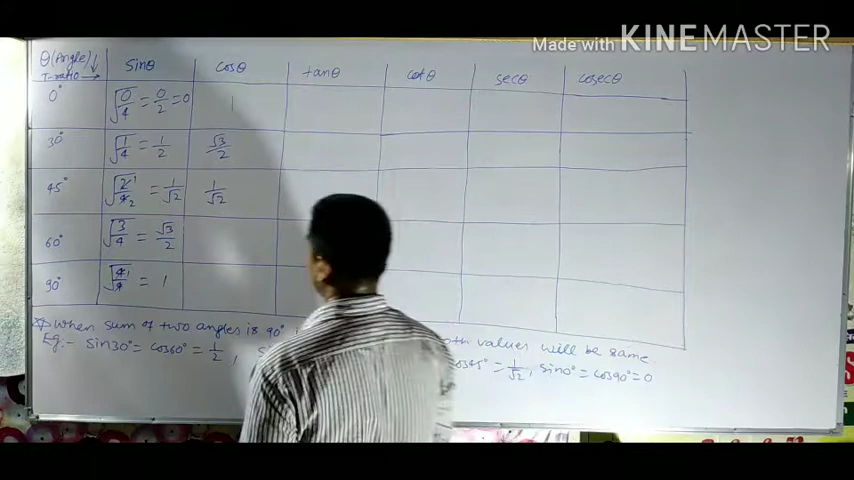 Made with KINEMASTER
θ(Angle)↓ sinθ cosθ tanθ cotθ secθ cosecθ
T-ratio →
0° √(0/4) = 0/2 = 0 1
30° √(1/4) = 1/2 √3/2
45° √(2/4) 1 2 = 1/√2 1/√2
60° √(3/4) = √3/2
90° √(4/4) 1 = 1
When sum of two angles is 90° values will be same.
Eg:- sin30° = cos60° = 1/2, cos45° = 1/√2, sin0° = cos90° = 0